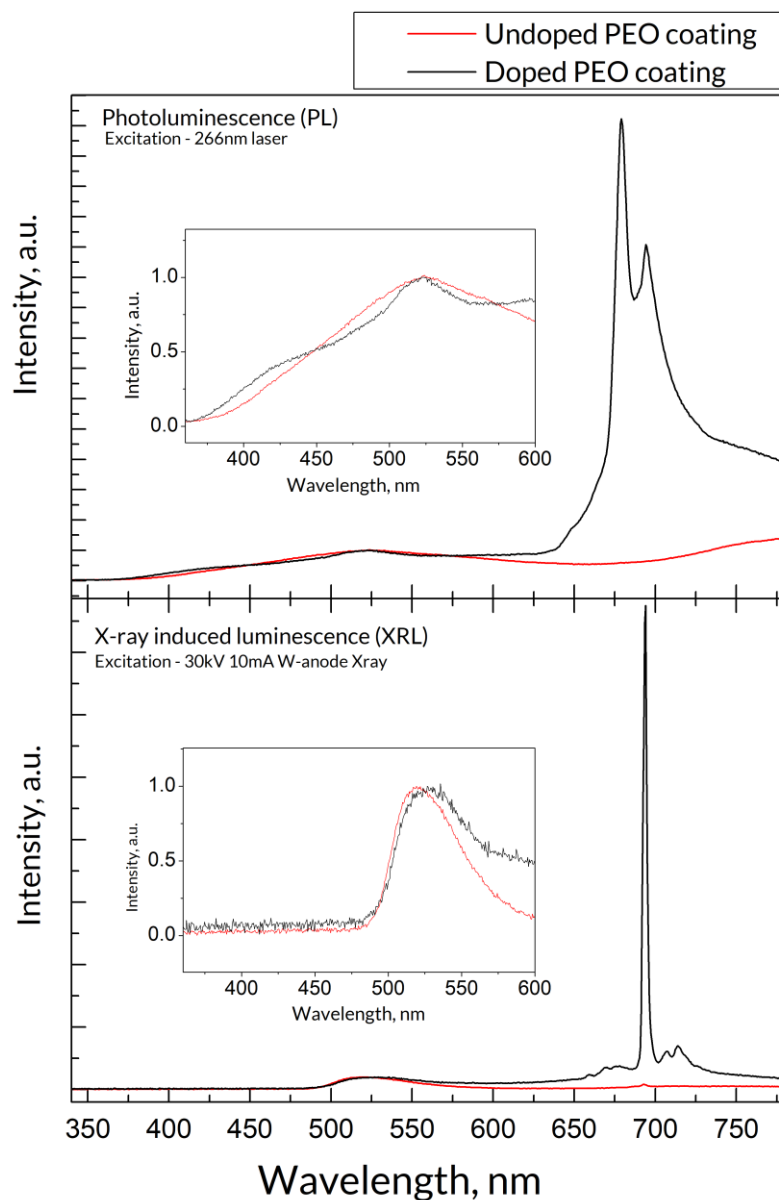 Undoped PEO coating
Doped PEO coating
Photoluminescence (PL)
Excitation - 266nm laser
Intensity, a.u.
1.0
0.5
0.0
Intensity, a.u.
400 450 500 550 600
Wavelength, nm
X-ray induced luminescence (XRL)
Excitation - 30kV 10mA W-anode Xray
Intensity, a.u.
1.0
0.5
0.0
Intensity, a.u.
400 450 500 550 600
Wavelength, nm
350 400 450 500 550 600 650 700 750
Wavelength, nm